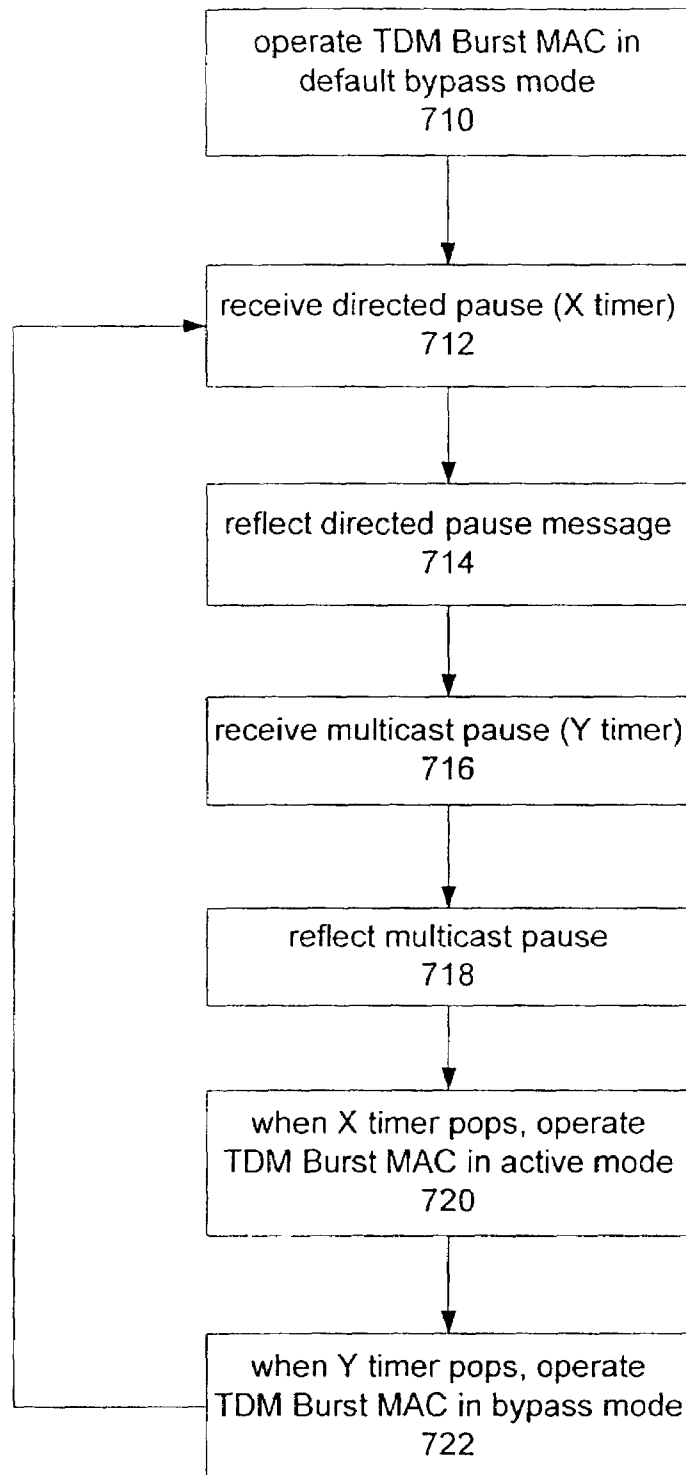 operate TDM Burst MAC in
default bypass mode
710
receive directed pause (X timer)
712
reflect directed pause message
714
receive multicast pause (Y timer)
716
reflect multicast pause
718
when X timer pops, operate
TDM Burst MAC in active mode
720
when Y timer pops, operate
TDM Burst MAC in bypass mode
722